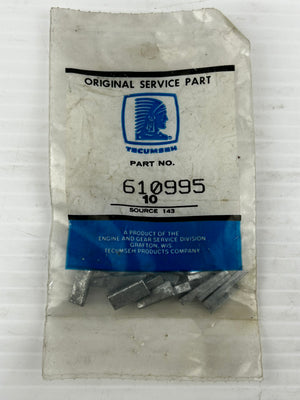 ORIGINAL SERVICE PART
TECUMSEH
PART NO.
610995
10
SOURCE 143
A PRODUCT OF THE
ENGINE AND GEAR SERVICE DIVISION
GRAFTON, WIS.
TECUMSEH PRODUCTS COMPANY